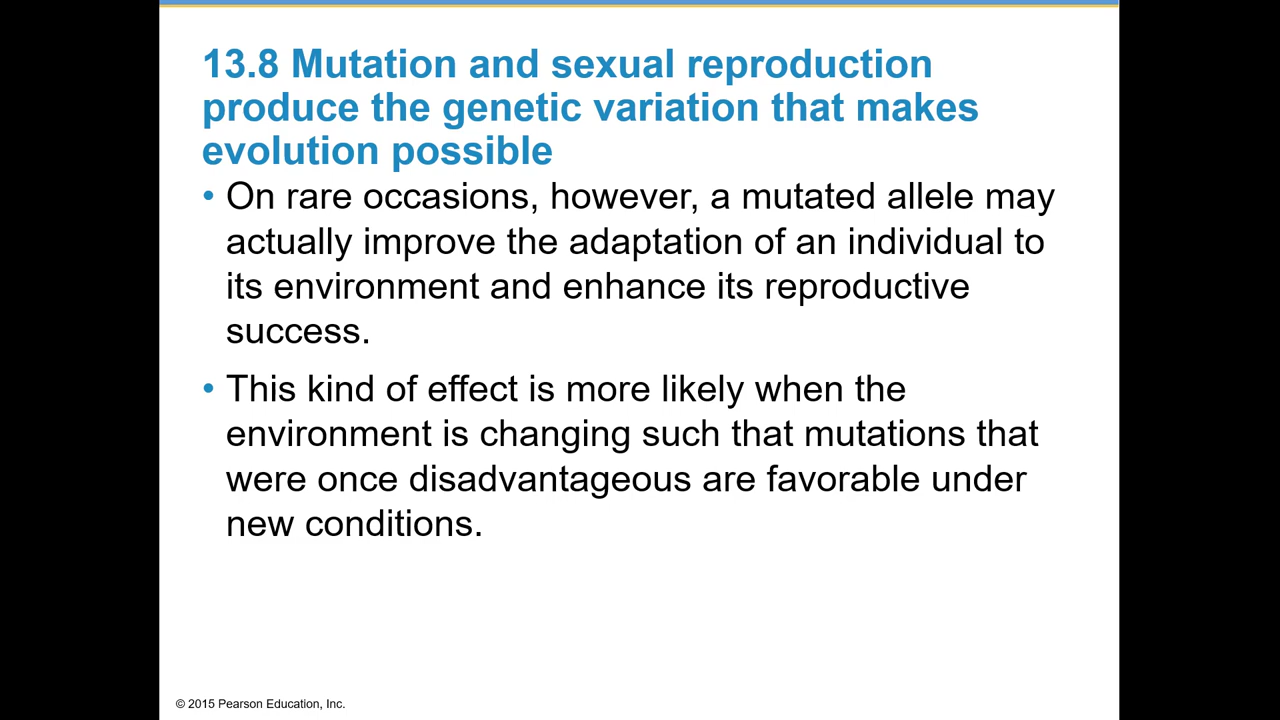 13.8 Mutation and sexual reproduction
produce the genetic variation that makes
evolution possible
• On rare occasions, however, a mutated allele may
actually improve the adaptation of an individual to
its environment and enhance its reproductive
success.
• This kind of effect is more likely when the
environment is changing such that mutations that
were once disadvantageous are favorable under
new conditions.
© 2015 Pearson Education, Inc.